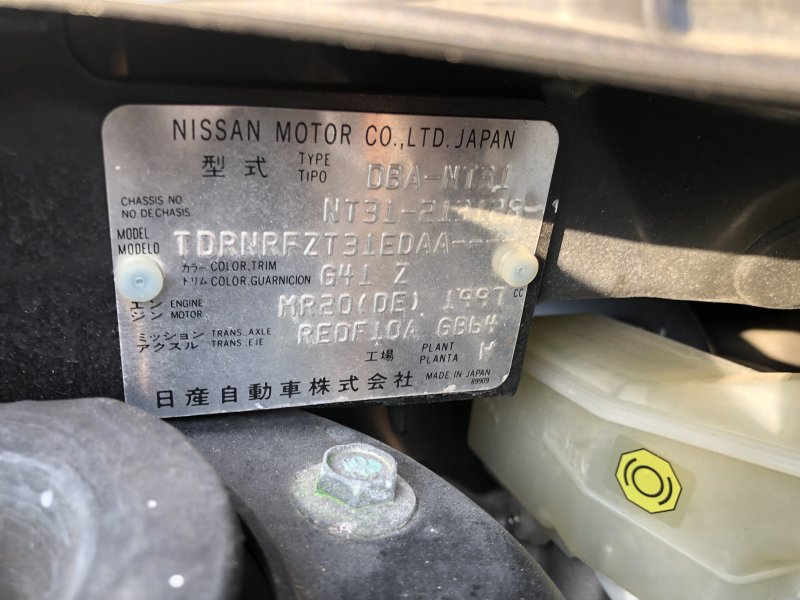 NISSAN MOTOR CO.,LTD. JAPAN
型式 TYPE TIPO DBA-NT31
CHASSIS NO.
NO. DE CHASIS
MODEL
MODELO TDRNRFZT31EDAA----
カラー COLOR,TRIM
トリム COLOR,GUARNICION G41 Z
エン ENGINE
ジン MOTOR MR20(DE) 1997 CC
ミッション TRANS.,AXLE
アクスル TRANS.,EJE RE0F10A GB64
工場 PLANT
PLANTA W
日産自動車株式会社 MADE IN JAPAN
89909